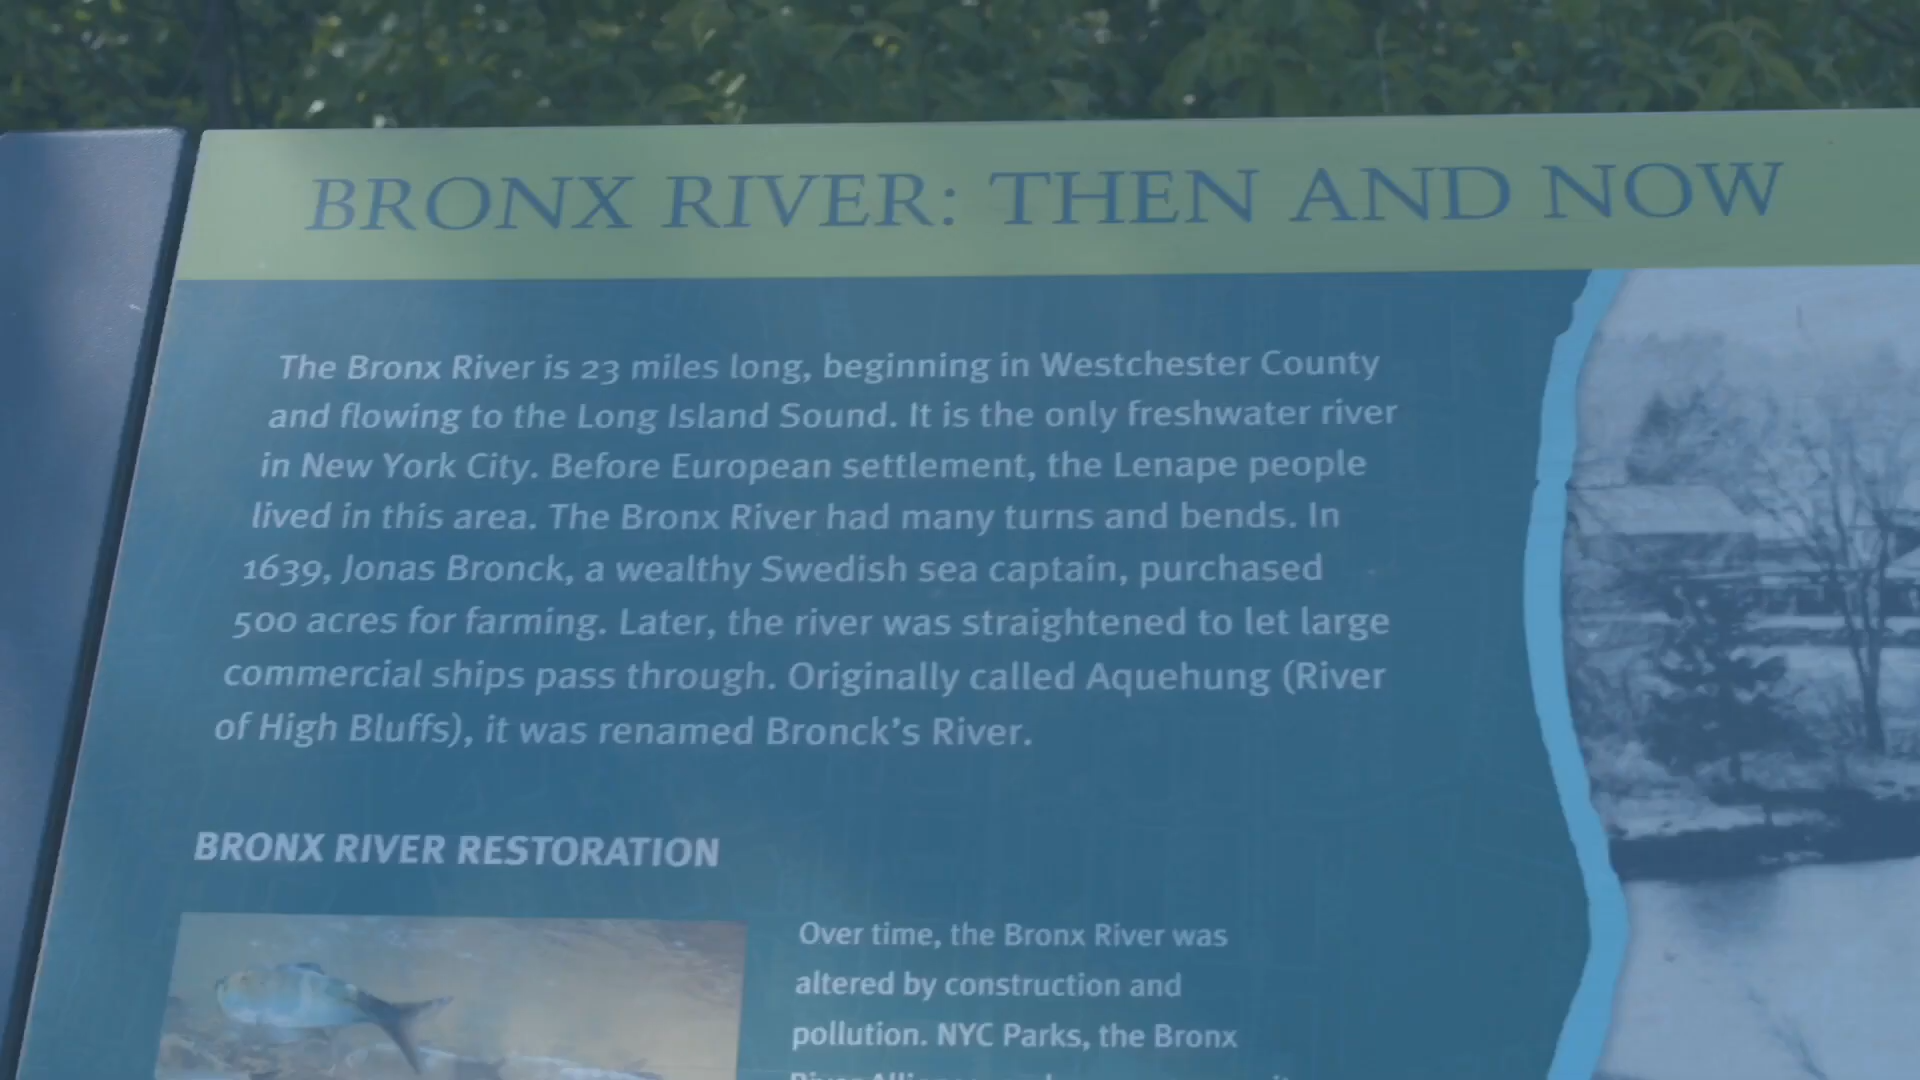 BRONX RIVER: THEN AND NOW
The Bronx River is 23 miles long, beginning in Westchester County
and flowing to the Long Island Sound. It is the only freshwater river
in New York City. Before European settlement, the Lenape people
lived in this area. The Bronx River had many turns and bends. In
1639, Jonas Bronck, a wealthy Swedish sea captain, purchased
500 acres for farming. Later, the river was straightened to let large
commercial ships pass through. Originally called Aquehung (River
of High Bluffs), it was renamed Bronck’s River.
BRONX RIVER RESTORATION
Over time, the Bronx River was
altered by construction and
pollution. NYC Parks, the Bronx